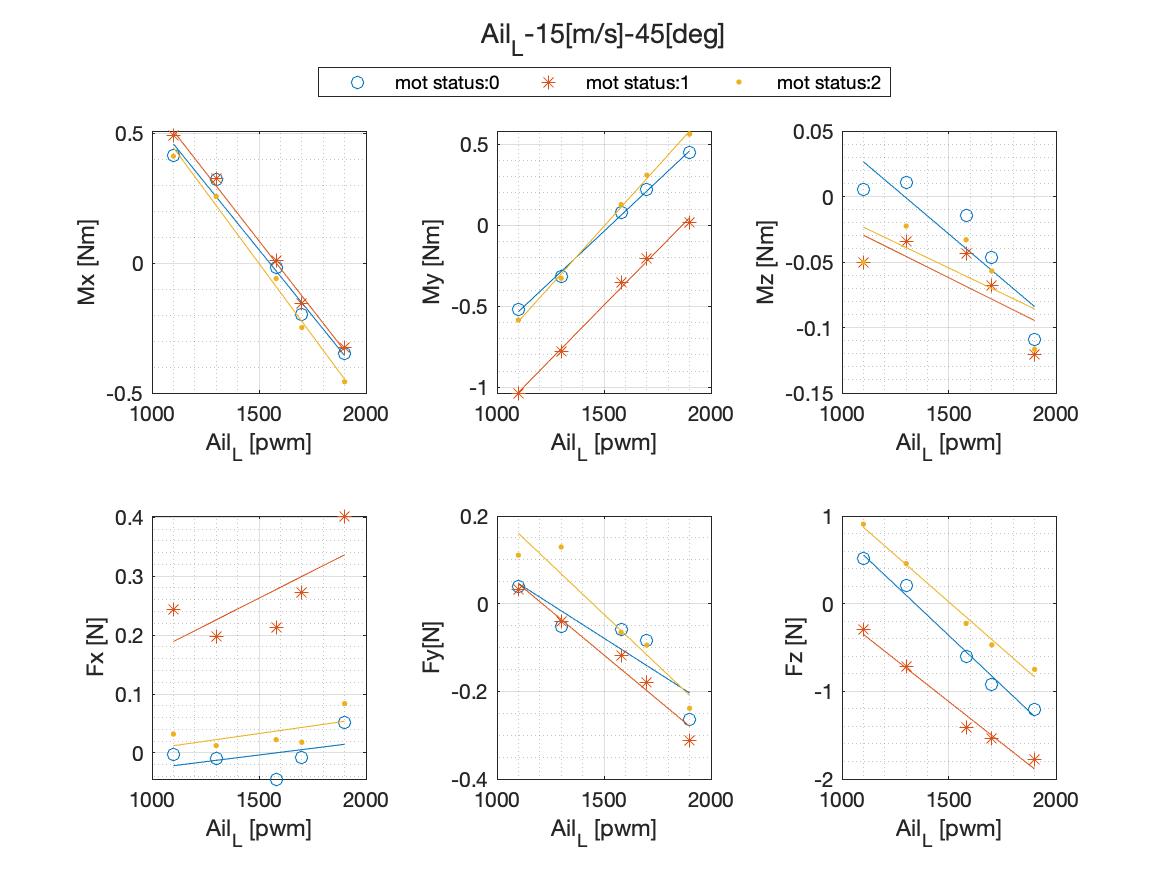 Ail_L-15[m/s]-45[deg]
mot status:0 mot status:1 mot status:2
0.5
0
-0.5
1000 1500 2000
Mx [Nm]
Ail_L [pwm]
0.5
0
-0.5
-1
1000 1500 2000
My [Nm]
Ail_L [pwm]
0.05
0
-0.05
-0.1
-0.15
1000 1500 2000
Mz [Nm]
Ail_L [pwm]
0.4
0.3
0.2
0.1
0
1000 1500 2000
Fx [N]
Ail_L [pwm]
0.2
0
-0.2
-0.4
1000 1500 2000
Fy[N]
Ail_L [pwm]
1
0
-1
-2
1000 1500 2000
Fz [N]
Ail_L [pwm]